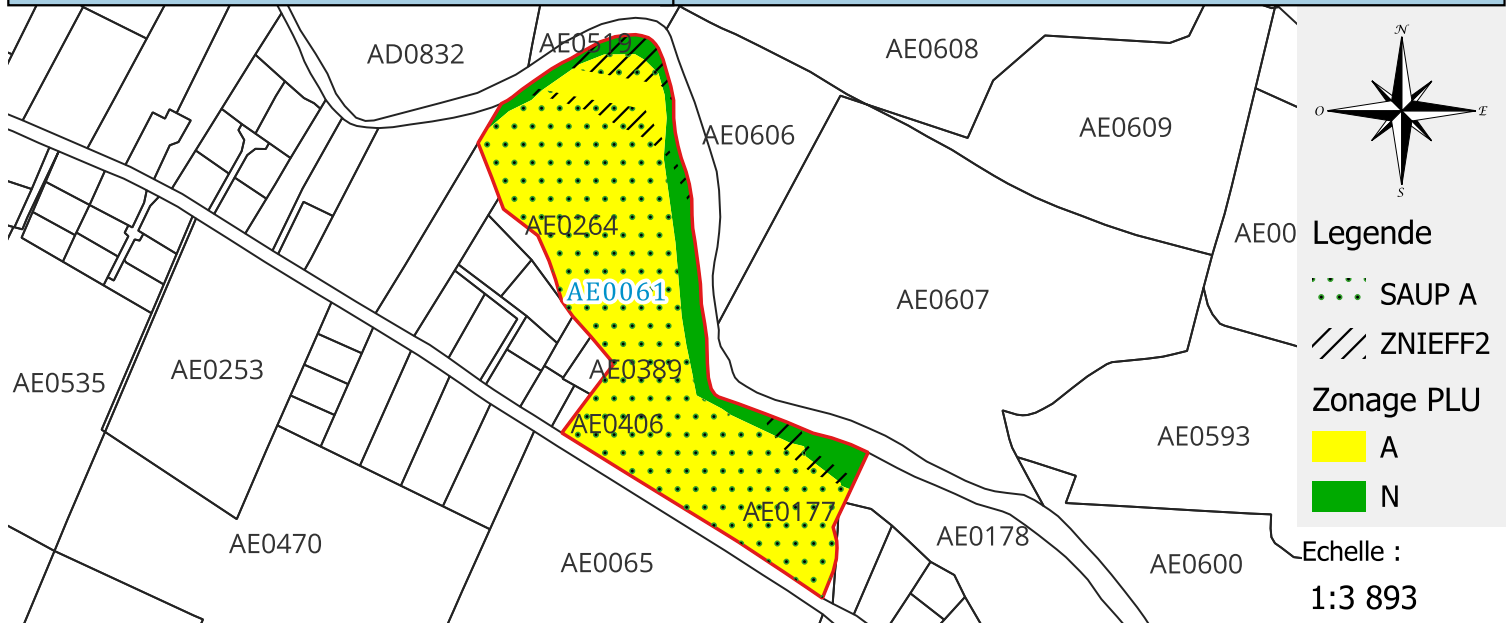 AD0832
AE0519
AE0608
AE0606
AE0609
AE0264
AE00
AE0061
AE0607
AE0535
AE0253
AE0389
AE0406
AE0593
AE0177
AE0470
AE0065
AE0178
AE0600
N
O
E
S
Legende
SAUP A
ZNIEFF2
Zonage PLU
A
N
Echelle :
1:3 893